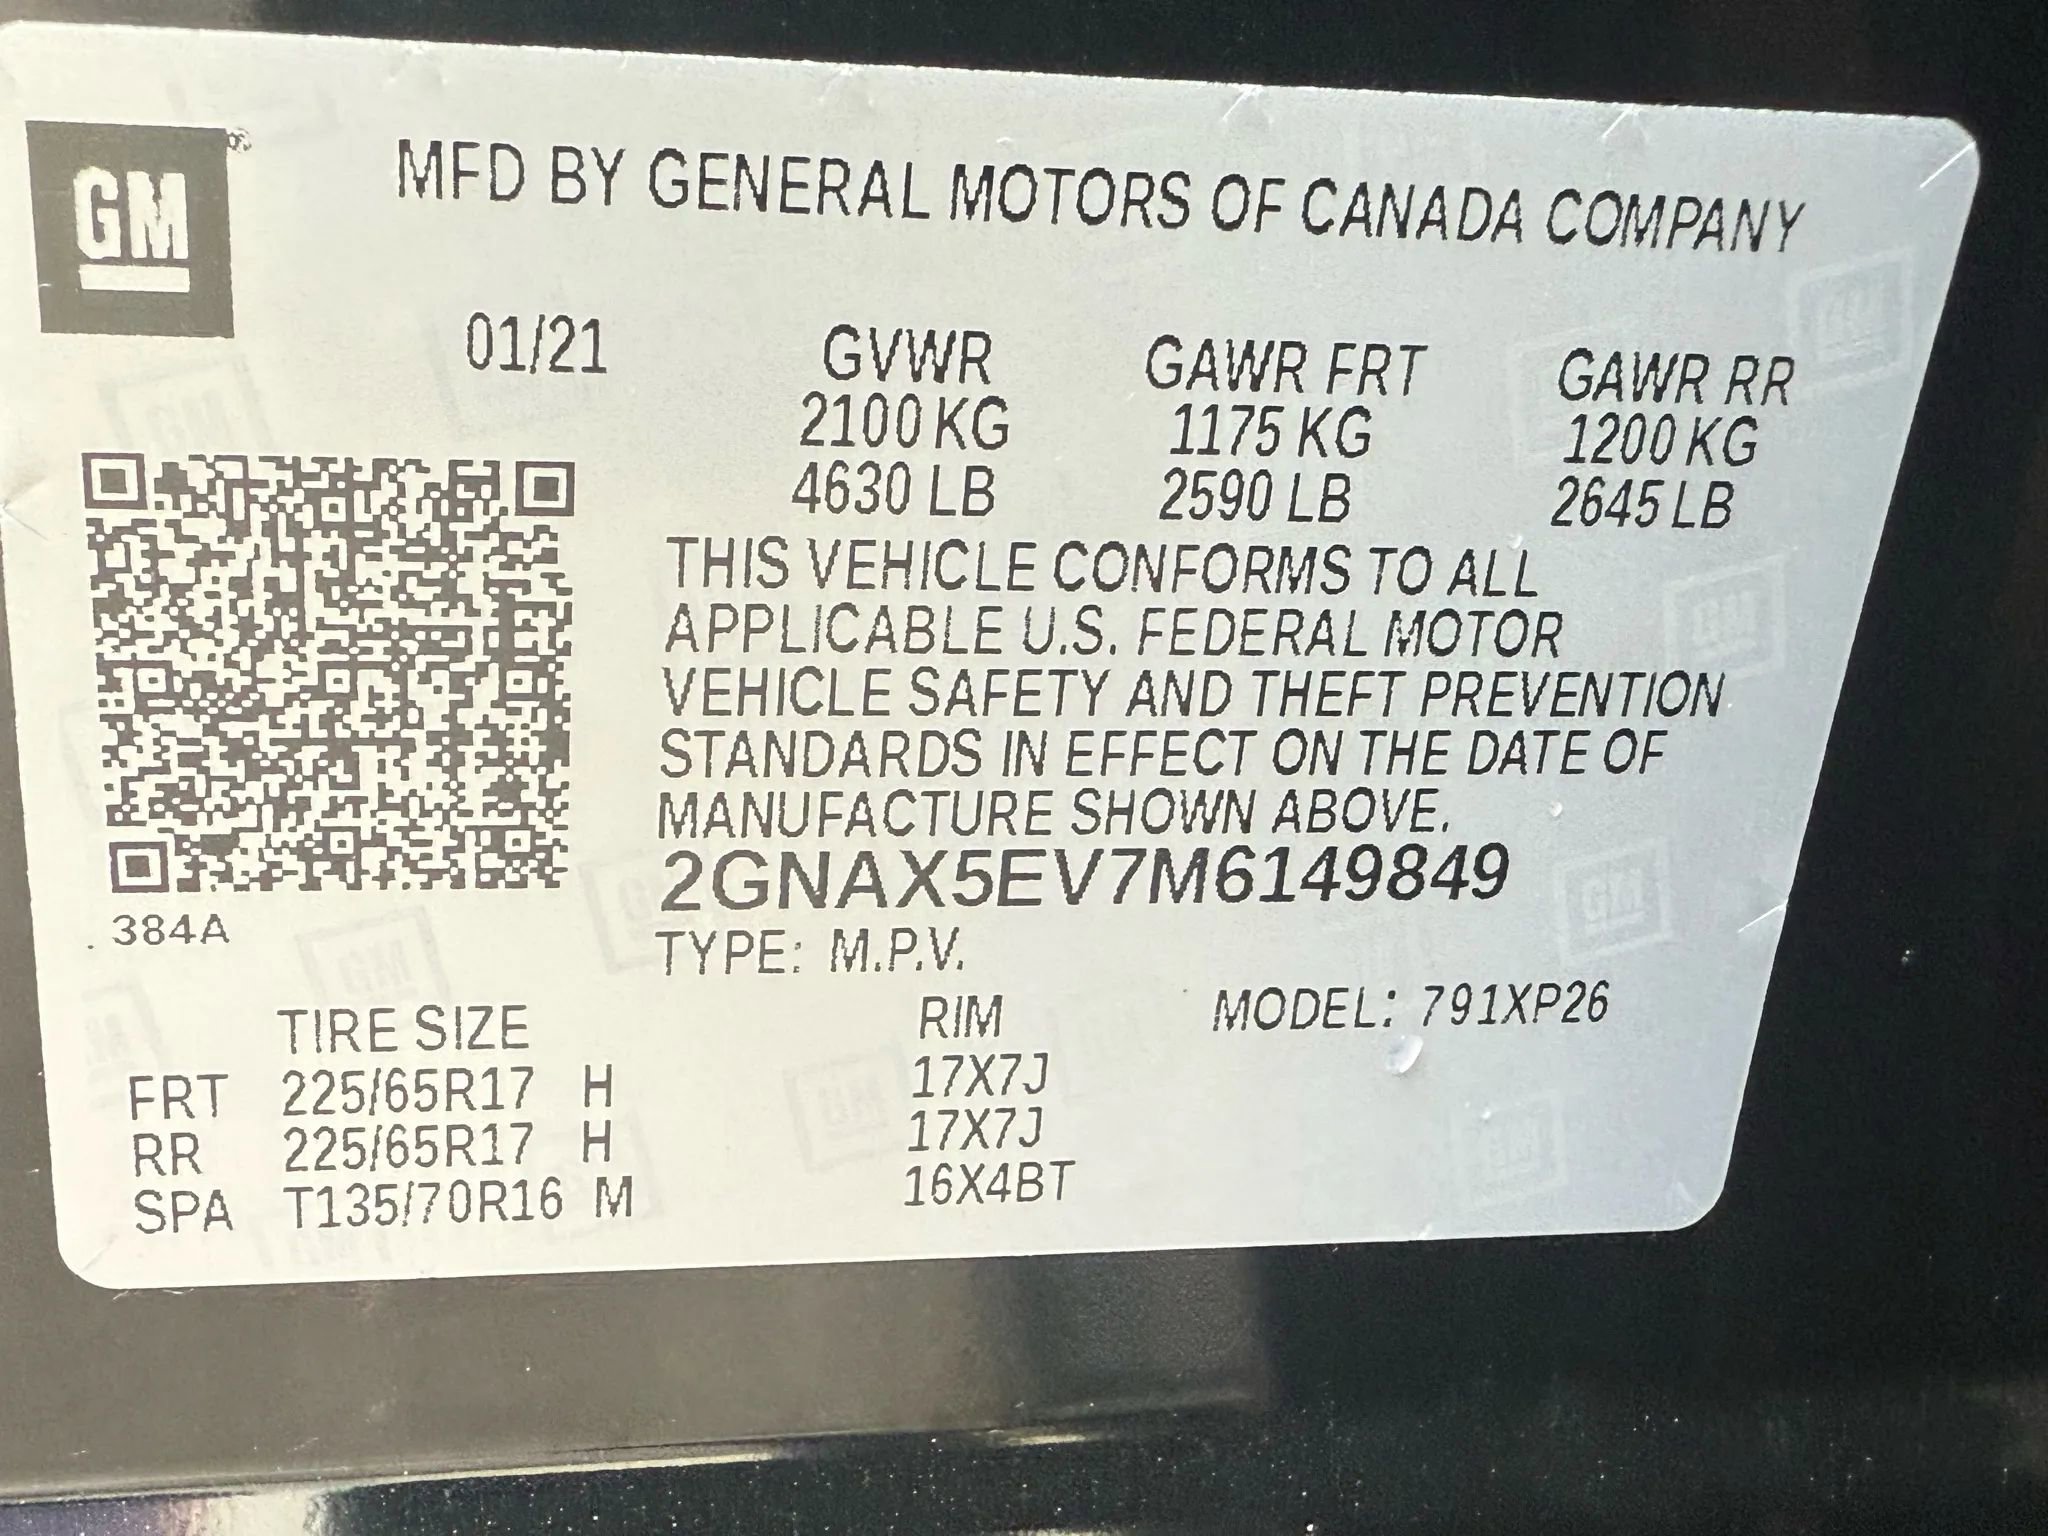 GM®
MFD BY GENERAL MOTORS OF CANADA COMPANY
01/21 GVWR GAWR FRT GAWR RR
2100 KG 1175 KG 1200 KG
4630 LB 2590 LB 2645 LB
THIS VEHICLE CONFORMS TO ALL
APPLICABLE U.S. FEDERAL MOTOR
VEHICLE SAFETY AND THEFT PREVENTION
STANDARDS IN EFFECT ON THE DATE OF
MANUFACTURE SHOWN ABOVE.
2GNAX5EV7M6149849
384A
TYPE: M.P.V.
TIRE SIZE RIM MODEL: 791XP26
FRT 225/65R17 H 17X7J
RR 225/65R17 H 17X7J
SPA T135/70R16 M 16X4BT